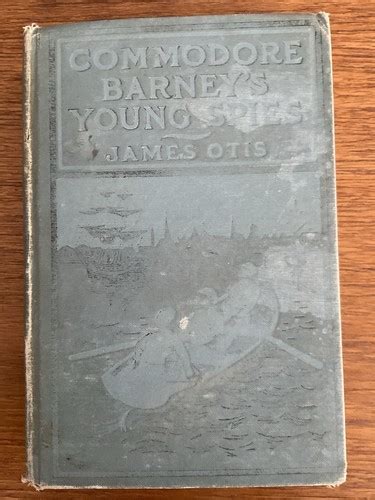 COMMODORE
BARNEY'S
YOUNG SPIES
JAMES OTIS